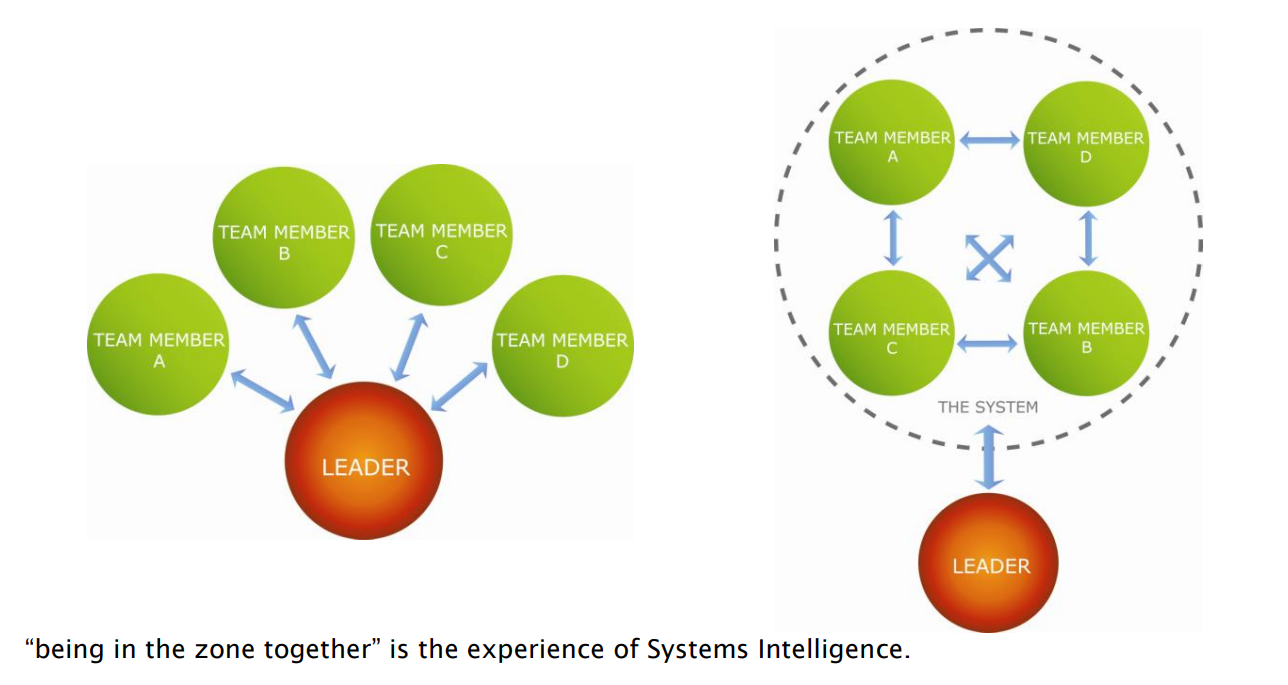 TEAM MEMBER
A
TEAM MEMBER
B
TEAM MEMBER
C
TEAM MEMBER
D
LEADER
TEAM MEMBER
A
TEAM MEMBER
D
TEAM MEMBER
C
TEAM MEMBER
B
THE SYSTEM
LEADER
“being in the zone together” is the experience of Systems Intelligence.